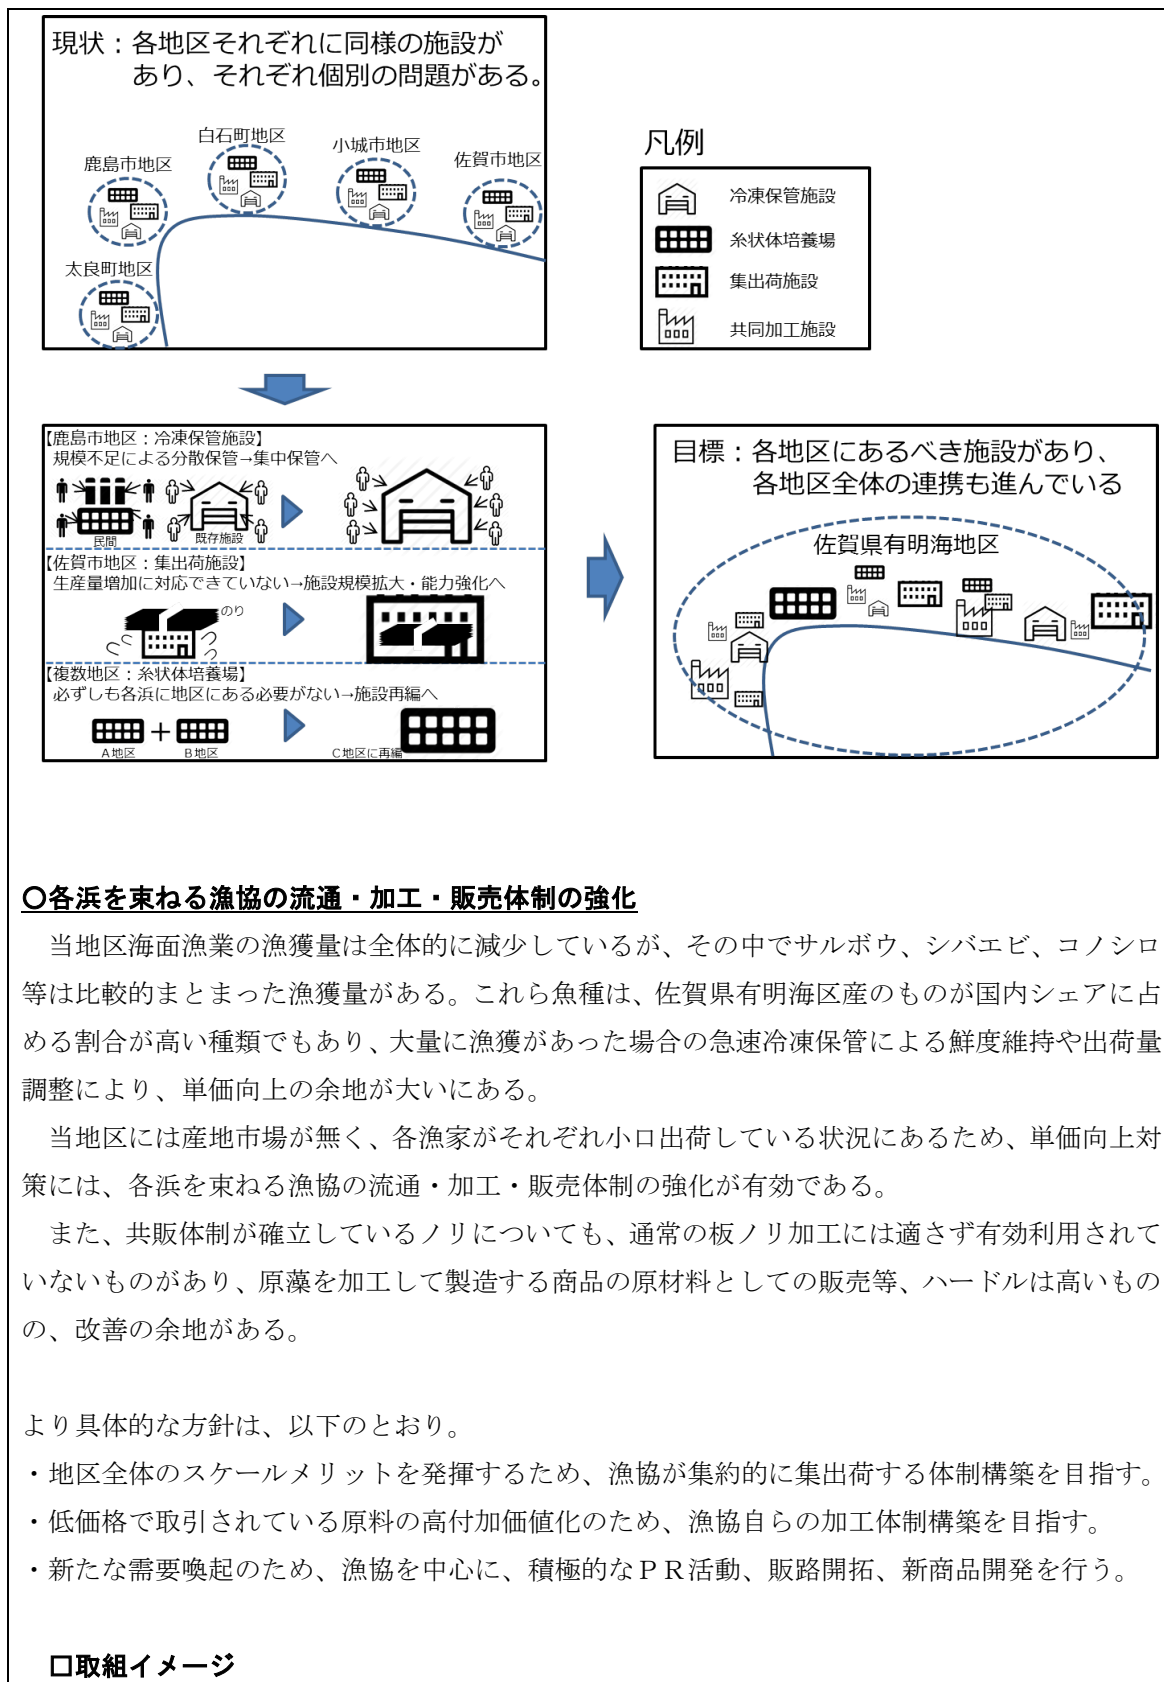 現状：各地区それぞれに同様の施設が
あり、それぞれ個別の問題がある。
白石町地区
小城市地区
佐賀市地区
鹿島市地区
太良町地区
凡例
冷凍保管施設
糸状体培養場
集出荷施設
共同加工施設
【鹿島市地区：冷凍保管施設】
規模不足による分散保管→集中保管へ
民間
既存施設
【佐賀市地区：集出荷施設】
生産量増加に対応できていない→施設規模拡大・能力強化へ
のり
【複数地区：糸状体培養場】
必ずしも各浜に地区にある必要がない→施設再編へ
A地区
B地区
C地区に再編
目標：各地区にあるべき施設があり、
各地区全体の連携も進んでいる
佐賀県有明海地区
〇各浜を束ねる漁協の流通・加工・販売体制の強化
当地区海面漁業の漁獲量は全体的に減少しているが、その中でサルボウ、シバエビ、コノシロ
等は比較的まとまった漁獲量がある。これら魚種は、佐賀県有明海区産のものが国内シェアに占
める割合が高い種類でもあり、大量に漁獲があった場合の急速冷凍保管による鮮度維持や出荷量
調整により、単価向上の余地が大いにある。
当地区には産地市場が無く、各漁家がそれぞれ小口出荷している状況にあるため、単価向上対
策には、各浜を束ねる漁協の流通・加工・販売体制の強化が有効である。
また、共販体制が確立しているノリについても、通常の板ノリ加工には適さず有効利用されて
いないものがあり、原藻を加工して製造する商品の原材料としての販売等、ハードルは高いもの
の、改善の余地がある。
より具体的な方針は、以下のとおり。
・地区全体のスケールメリットを発揮するため、漁協が集約的に集出荷する体制構築を目指す。
・低価格で取引されている原料の高付加価値化のため、漁協自らの加工体制構築を目指す。
・新たな需要喚起のため、漁協を中心に、積極的なＰＲ活動、販路開拓、新商品開発を行う。
□取組イメージ